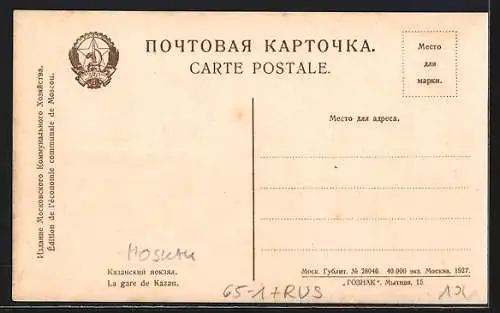 ПОЧТОВАЯ КАРТОЧКА.
CARTE POSTALE.
Место
для
марки.
Издание Московского Коммунального Хозяйства.
Édition de l'économie communale de Moscou.
Место для адреса.
Moskau
Казанский вокзал.
La gare de Kazan.
65-1 + RUS
Мосгублит. № 28046. 40.000 экз. Москва, 1927.
„ГОЗНАК“. Мытная, 15